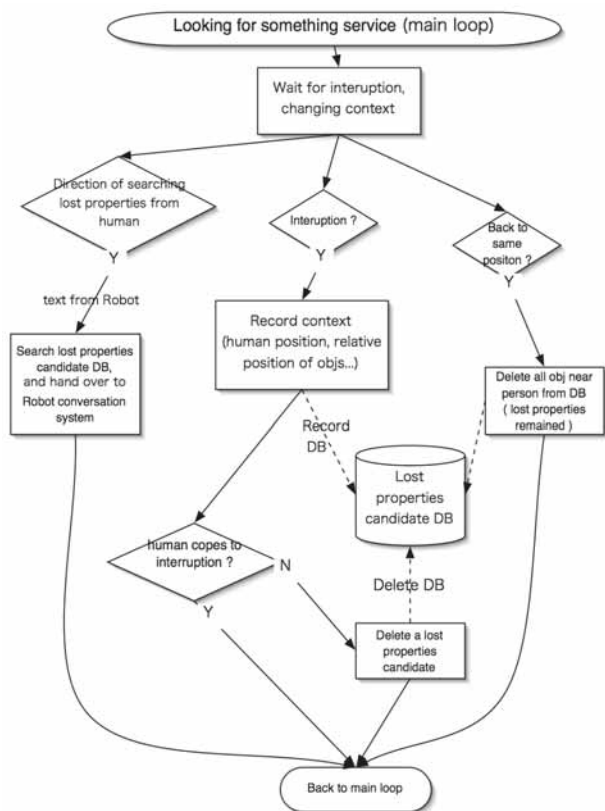 Looking for something service (main loop)
Wait for interuption,
changing context
Direction of searching
lost properties from
human
Y
Interuption ?
Y
Back to
same
positon ?
Y
text from Robot
Search lost properties
candidate DB,
and hand over to
Robot conversation
system
Record context
(human position, relative
position of objs...)
Delete all obj near
person from DB
( lost properties
remained )
Record
DB
Lost
properties
candidate DB
human copes to
interruption ?
N
Y
Delete DB
Delete a lost
properties
candidate
Back to main loop